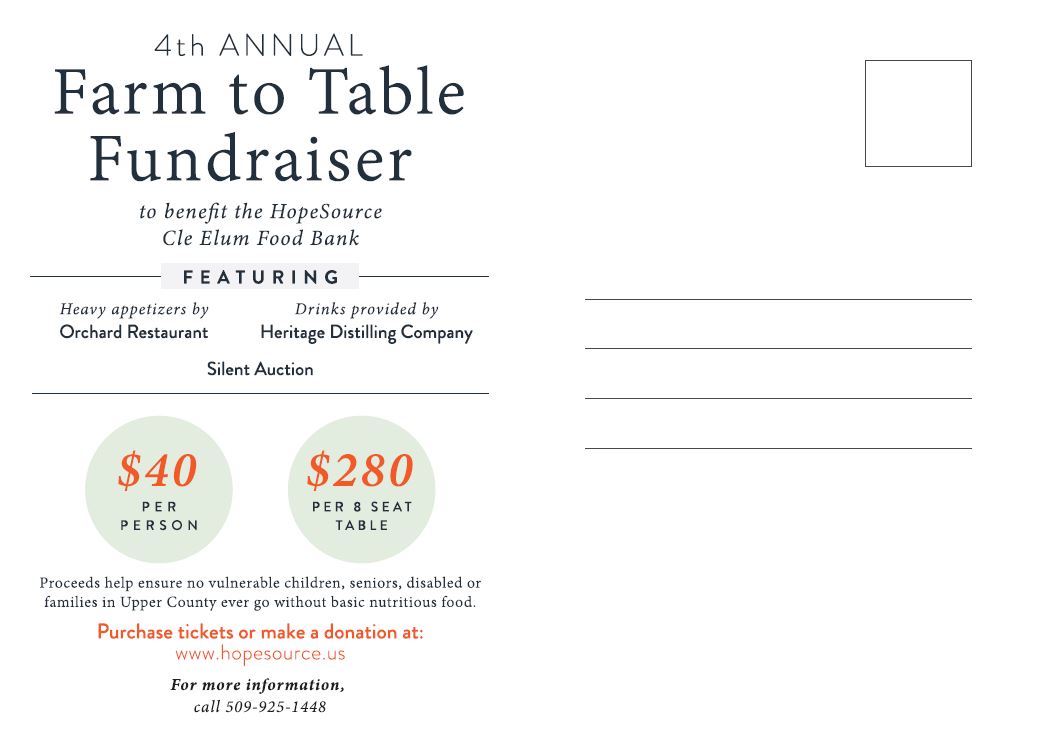 4th ANNUAL
Farm to Table
Fundraiser
to benefit the HopeSource
Cle Elum Food Bank
FEATURING
Heavy appetizers by
Orchard Restaurant
Drinks provided by
Heritage Distilling Company
Silent Auction
$40
PER
PERSON
$280
PER 8 SEAT
TABLE
Proceeds help ensure no vulnerable children, seniors, disabled or
families in Upper County ever go without basic nutritious food.
Purchase tickets or make a donation at:
www.hopesource.us
For more information,
call 509-925-1448